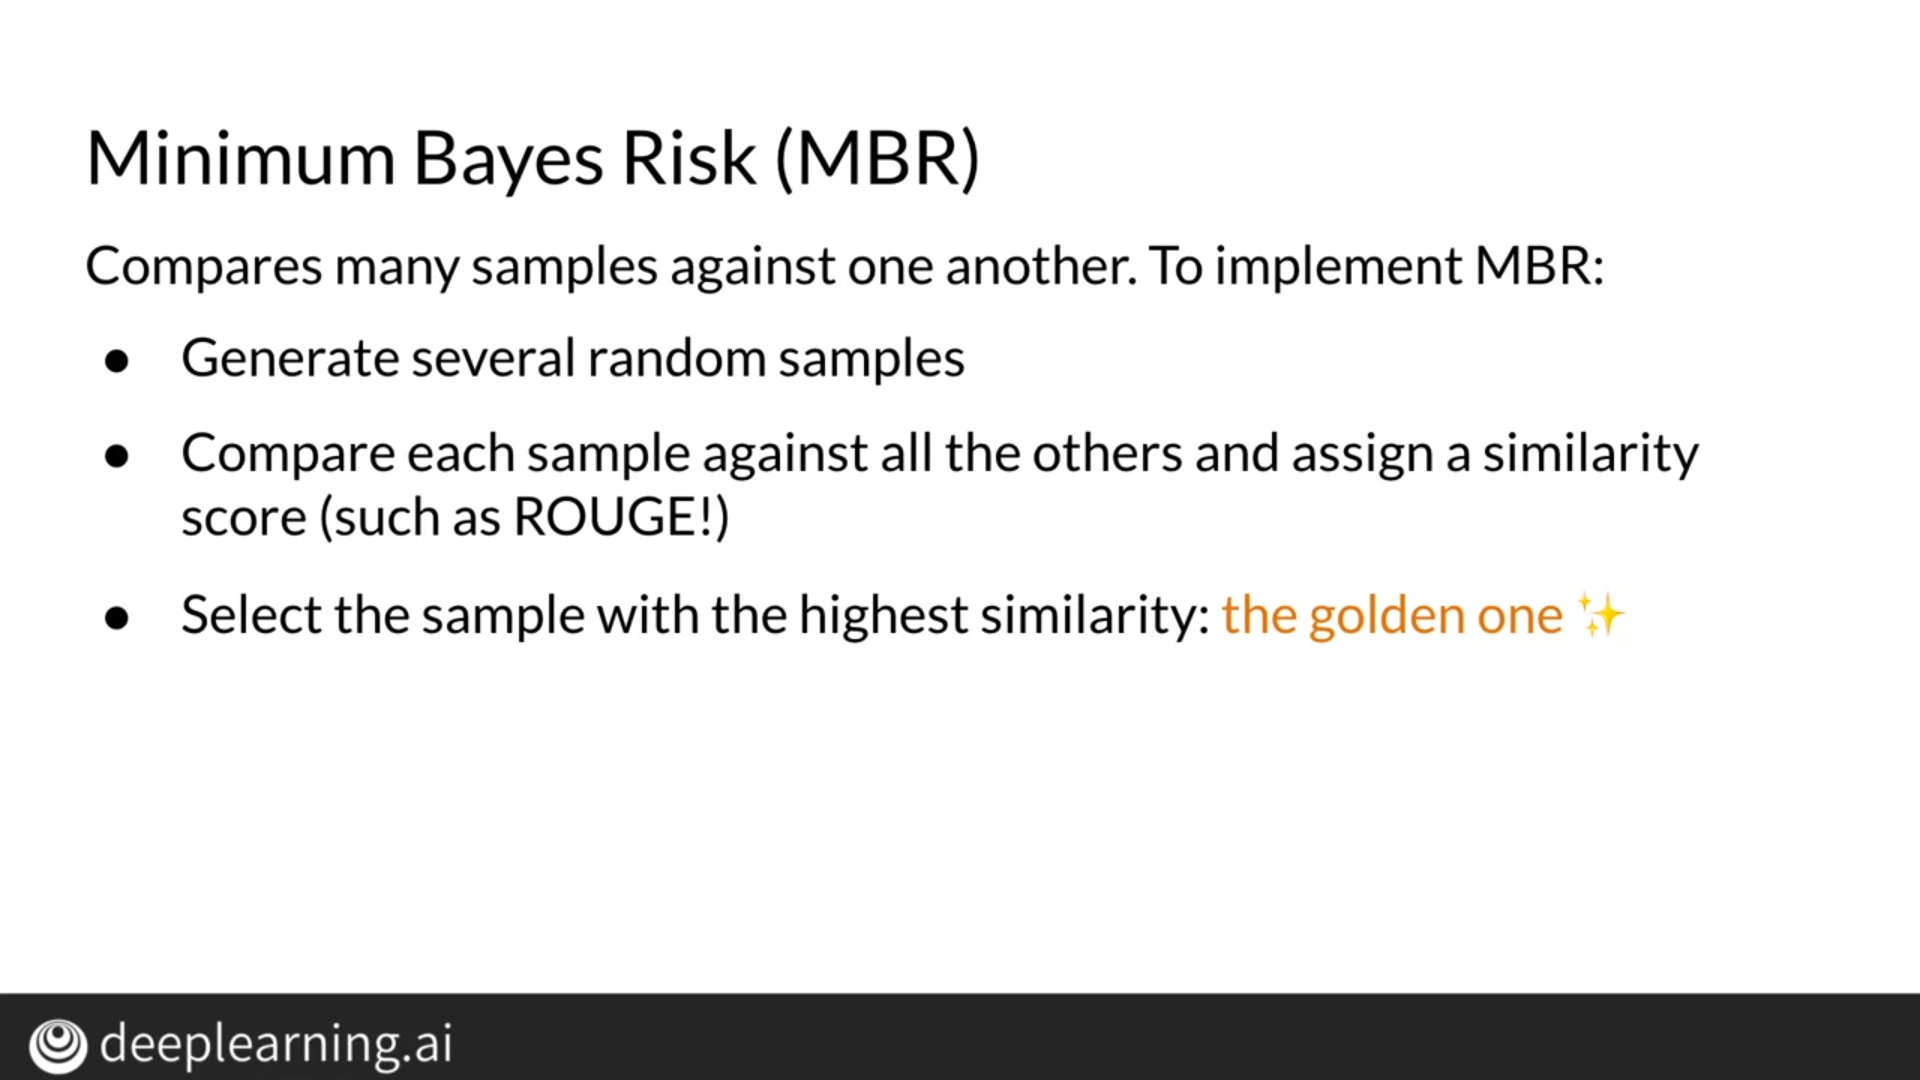 Minimum Bayes Risk (MBR)
Compares many samples against one another. To implement MBR:
● Generate several random samples
● Compare each sample against all the others and assign a similarity
score (such as ROUGE!)
● Select the sample with the highest similarity: the golden one ✨
deeplearning.ai